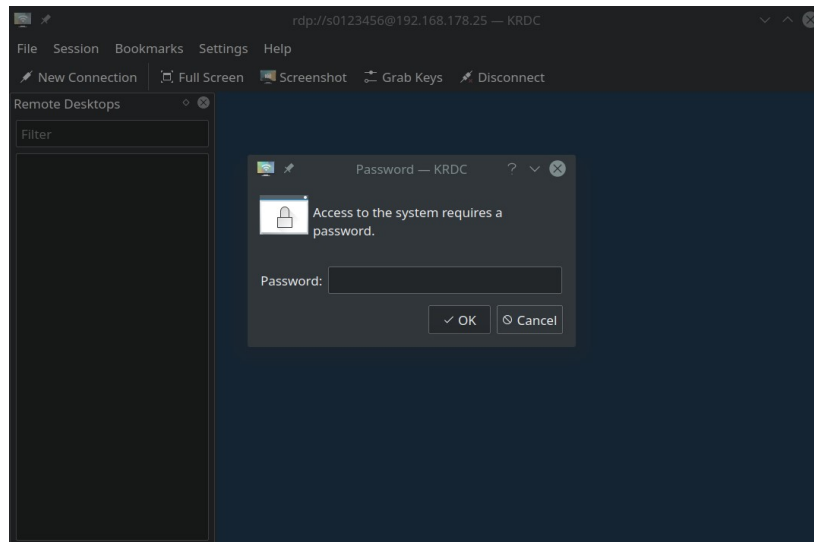 rdp://s0123456@192.168.178.25 — KRDC
File Session Bookmarks Settings Help
New Connection Full Screen Screenshot Grab Keys Disconnect
Remote Desktops
Filter
Password — KRDC ?
Access to the system requires a
password.
Password:
OK Cancel